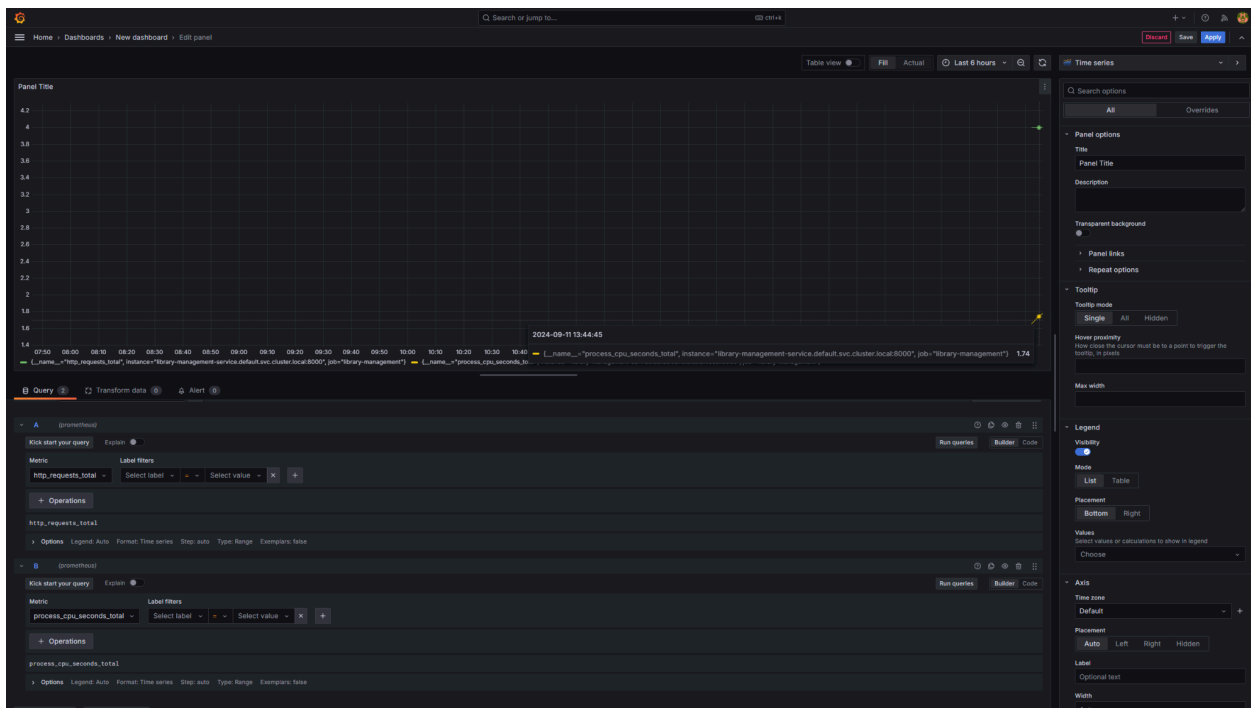 Search or jump to...
ctrl+k
Home › Dashboards › New dashboard › Edit panel
Discard Save Apply
Table view Fill Actual Last 6 hours
Time series
Panel Title
4.2
4
3.8
3.6
3.4
3.2
3
2.8
2.6
2.4
2.2
2
1.8
1.6
1.4
07:50 08:00 08:10 08:20 08:30 08:40 08:50 09:00 09:10 09:20 09:30 09:40 09:50 10:00 10:10 10:20 10:30 10:40
{__name__="http_requests_total", instance="library-management-service.default.svc.cluster.local:8000", job="library-management"} {__name__="process_cpu_seconds_to
2024-09-11 13:44:45
{__name__="process_cpu_seconds_total", instance="library-management-service.default.svc.cluster.local:8000", job="library-management"} 1.74
Query 2 Transform data 0 Alert 0
A (prometheus)
Kick start your query Explain Run queries Builder Code
Metric Label filters
http_requests_total Select label = Select value × +
+ Operations
http_requests_total
› Options Legend: Auto Format: Time series Step: auto Type: Range Exemplars: false
B (prometheus)
Kick start your query Explain Run queries Builder Code
Metric Label filters
process_cpu_seconds_total Select label = Select value × +
+ Operations
process_cpu_seconds_total
› Options Legend: Auto Format: Time series Step: auto Type: Range Exemplars: false
Search options
All Overrides
Panel options
Title
Panel Title
Description
Transparent background
› Panel links
› Repeat options
Tooltip
Tooltip mode
Single All Hidden
Hover proximity
How close the cursor must be to a point to trigger the
tooltip, in pixels
Max width
Legend
Visibility
Mode
List Table
Placement
Bottom Right
Values
Select values or calculations to show in legend
Choose
Axis
Time zone
Default
Placement
Auto Left Right Hidden
Label
Optional text
Width